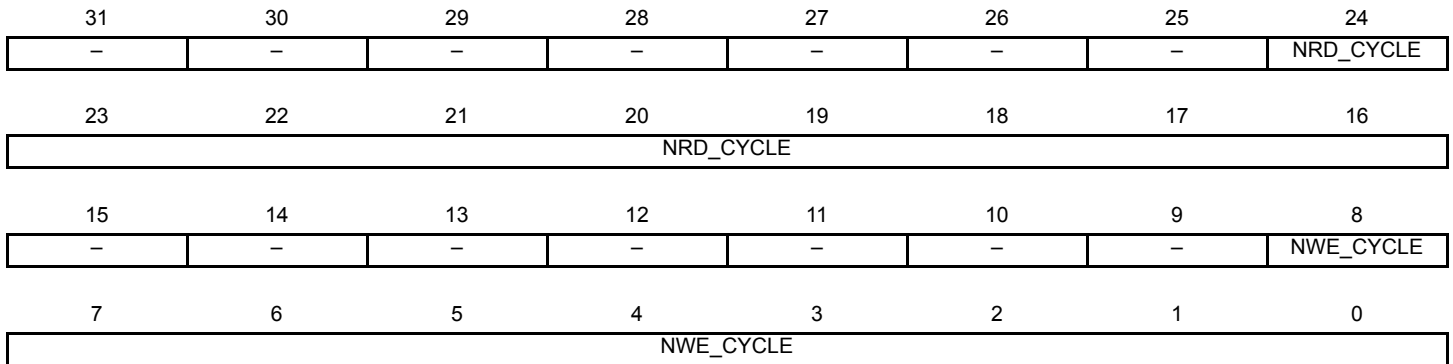 31 30 29 28 27 26 25 24
– – – – – – – NRD_CYCLE
23 22 21 20 19 18 17 16
NRD_CYCLE
15 14 13 12 11 10 9 8
– – – – – – – NWE_CYCLE
7 6 5 4 3 2 1 0
NWE_CYCLE